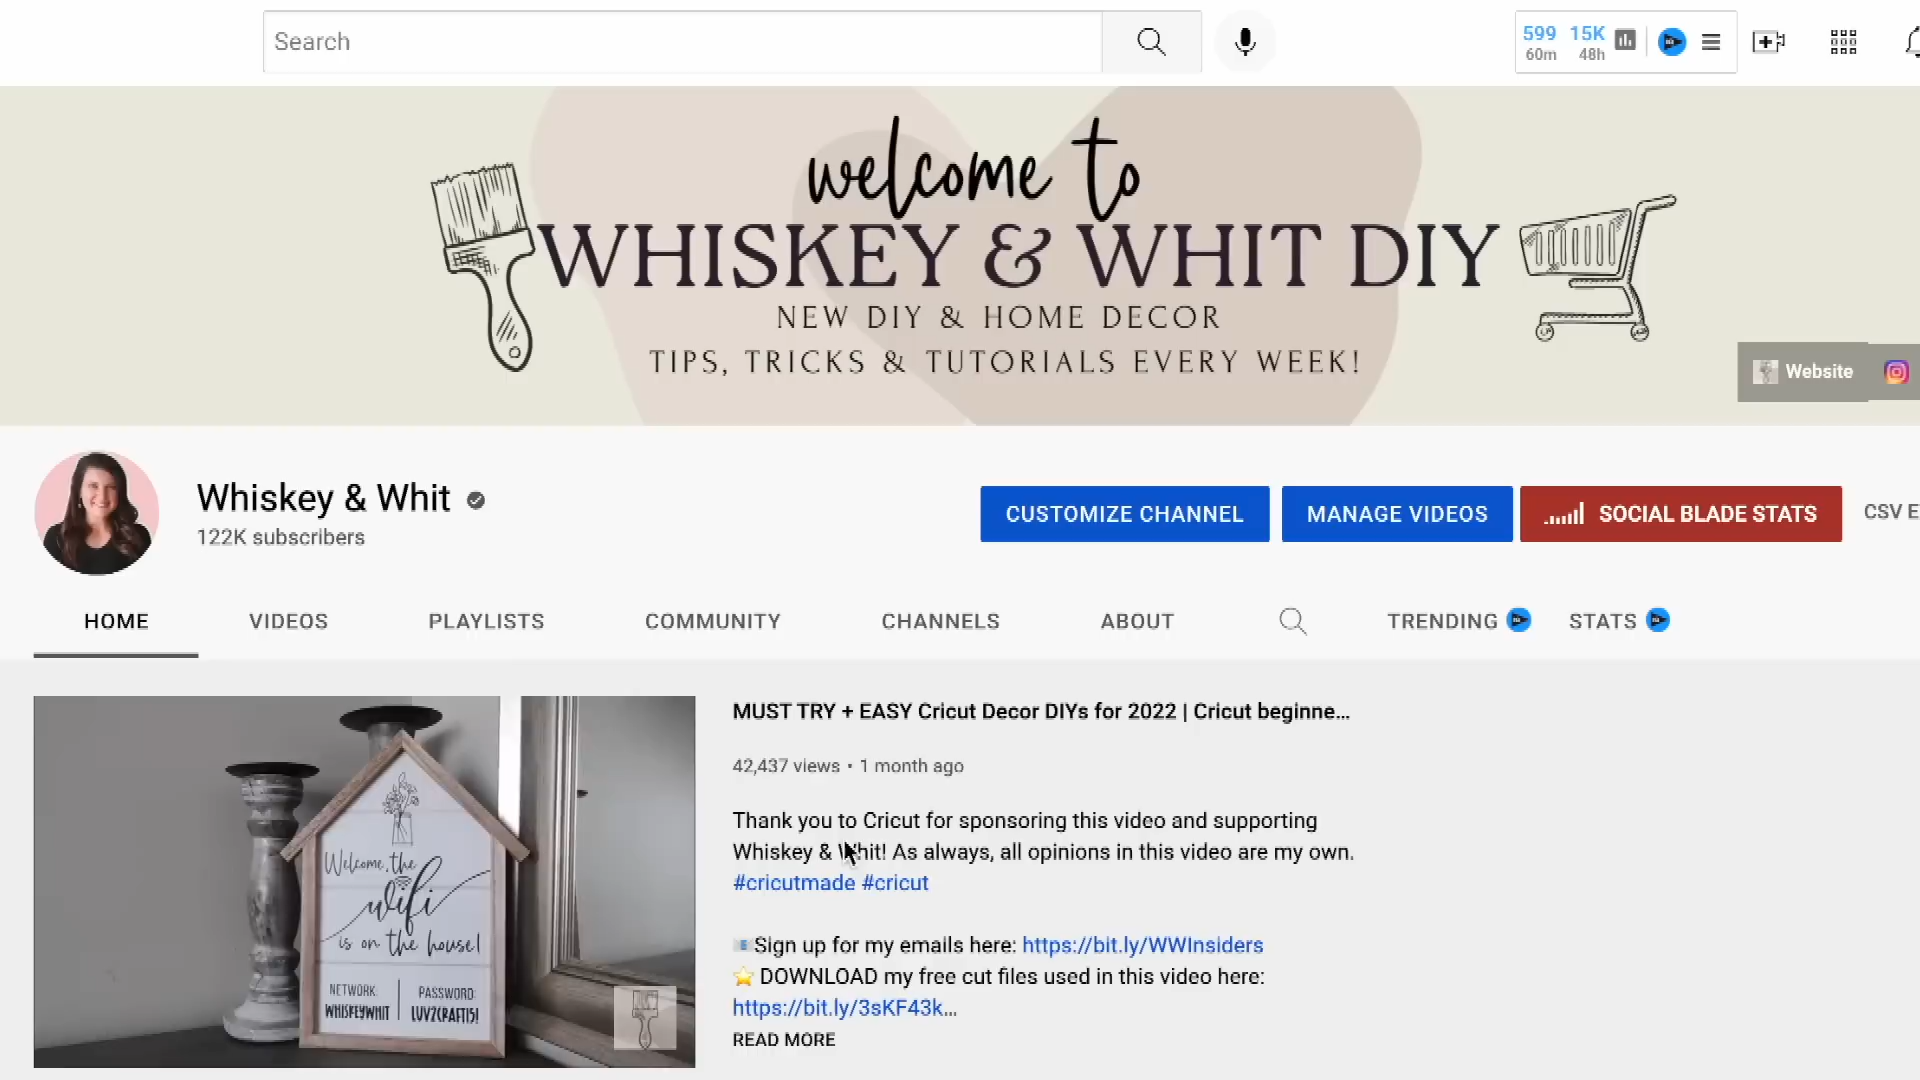 Search
599 15K
60m 48h
welcome to
WHISKEY & WHIT DIY
NEW DIY & HOME DECOR
TIPS, TRICKS & TUTORIALS EVERY WEEK!
Website
Whiskey & Whit
122K subscribers
CUSTOMIZE CHANNEL
MANAGE VIDEOS
SOCIAL BLADE STATS
CSV E
HOME VIDEOS PLAYLISTS COMMUNITY CHANNELS ABOUT TRENDING STATS
MUST TRY + EASY Cricut Decor DIYs for 2022 | Cricut beginne...
42,437 views • 1 month ago
Thank you to Cricut for sponsoring this video and supporting
Whiskey & Whit! As always, all opinions in this video are my own.
#cricutmade #cricut
Sign up for my emails here: https://bit.ly/WWInsiders
DOWNLOAD my free cut files used in this video here:
https://bit.ly/3sKF43k...
READ MORE
Welcome, the
wifi
is on the house!
NETWORK: PASSWORD:
WHISKEYWHIT LUV2CRAFT15!